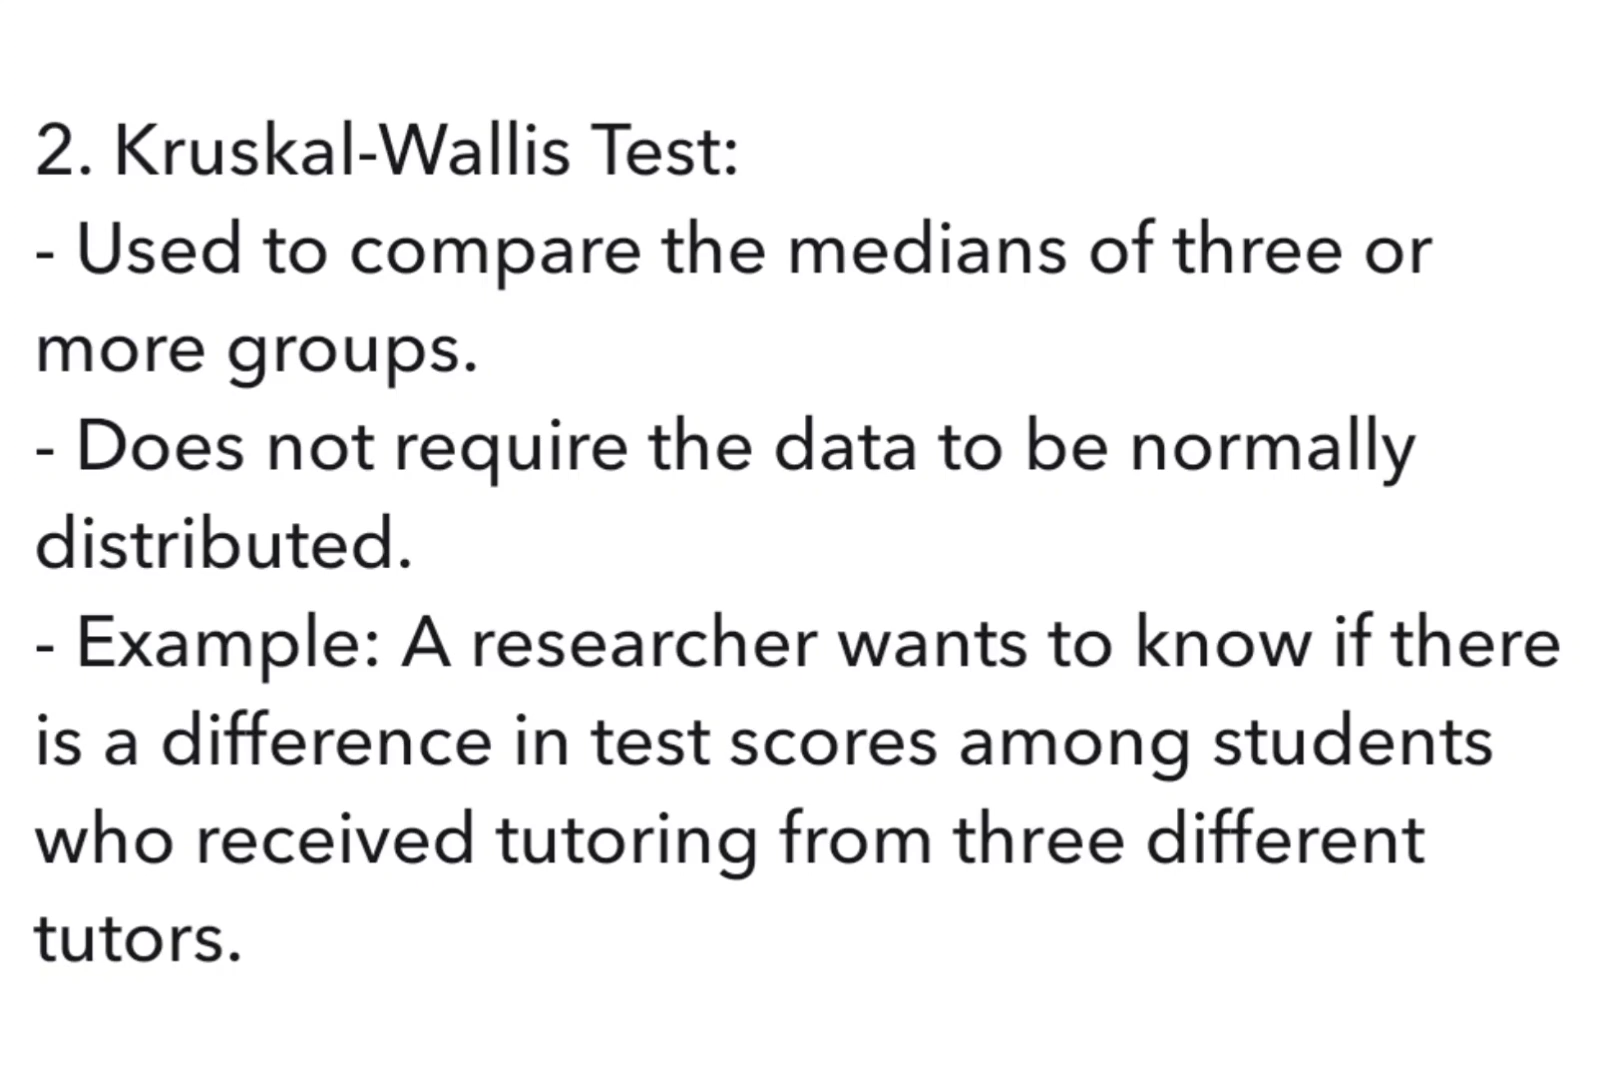 2. Kruskal-Wallis Test:
- Used to compare the medians of three or
more groups.
- Does not require the data to be normally
distributed.
- Example: A researcher wants to know if there
is a difference in test scores among students
who received tutoring from three different
tutors.